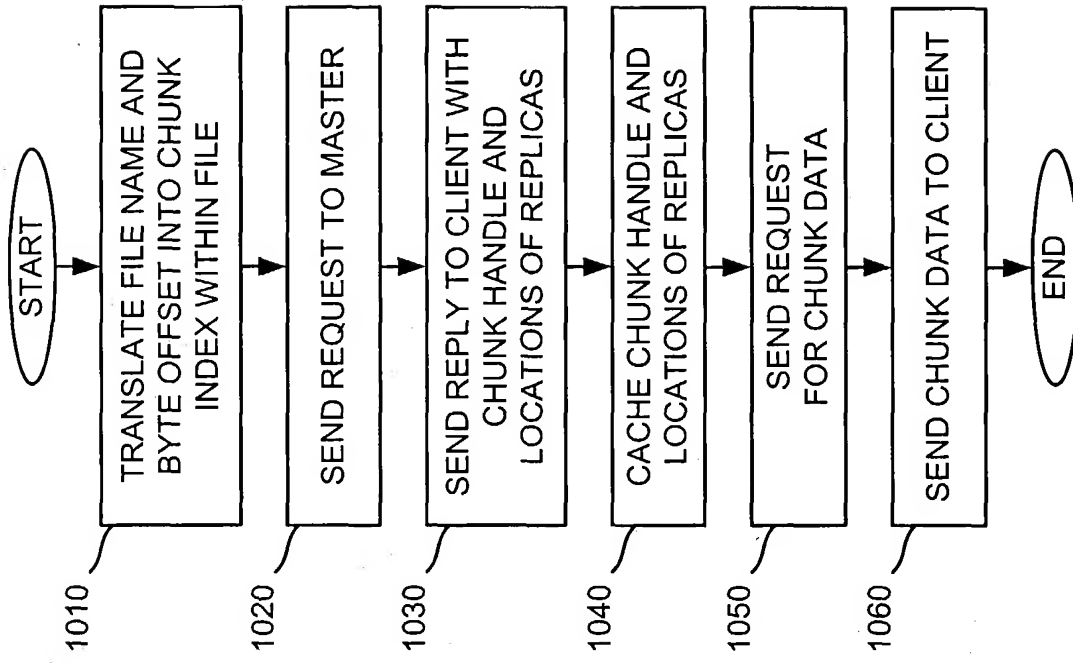 START
1010
TRANSLATE FILE NAME AND
BYTE OFFSET INTO CHUNK
INDEX WITHIN FILE
1020
SEND REQUEST TO MASTER
1030
SEND REPLY TO CLIENT WITH
CHUNK HANDLE AND
LOCATIONS OF REPLICAS
1040
CACHE CHUNK HANDLE AND
LOCATIONS OF REPLICAS
1050
SEND REQUEST
FOR CHUNK DATA
1060
SEND CHUNK DATA TO CLIENT
END